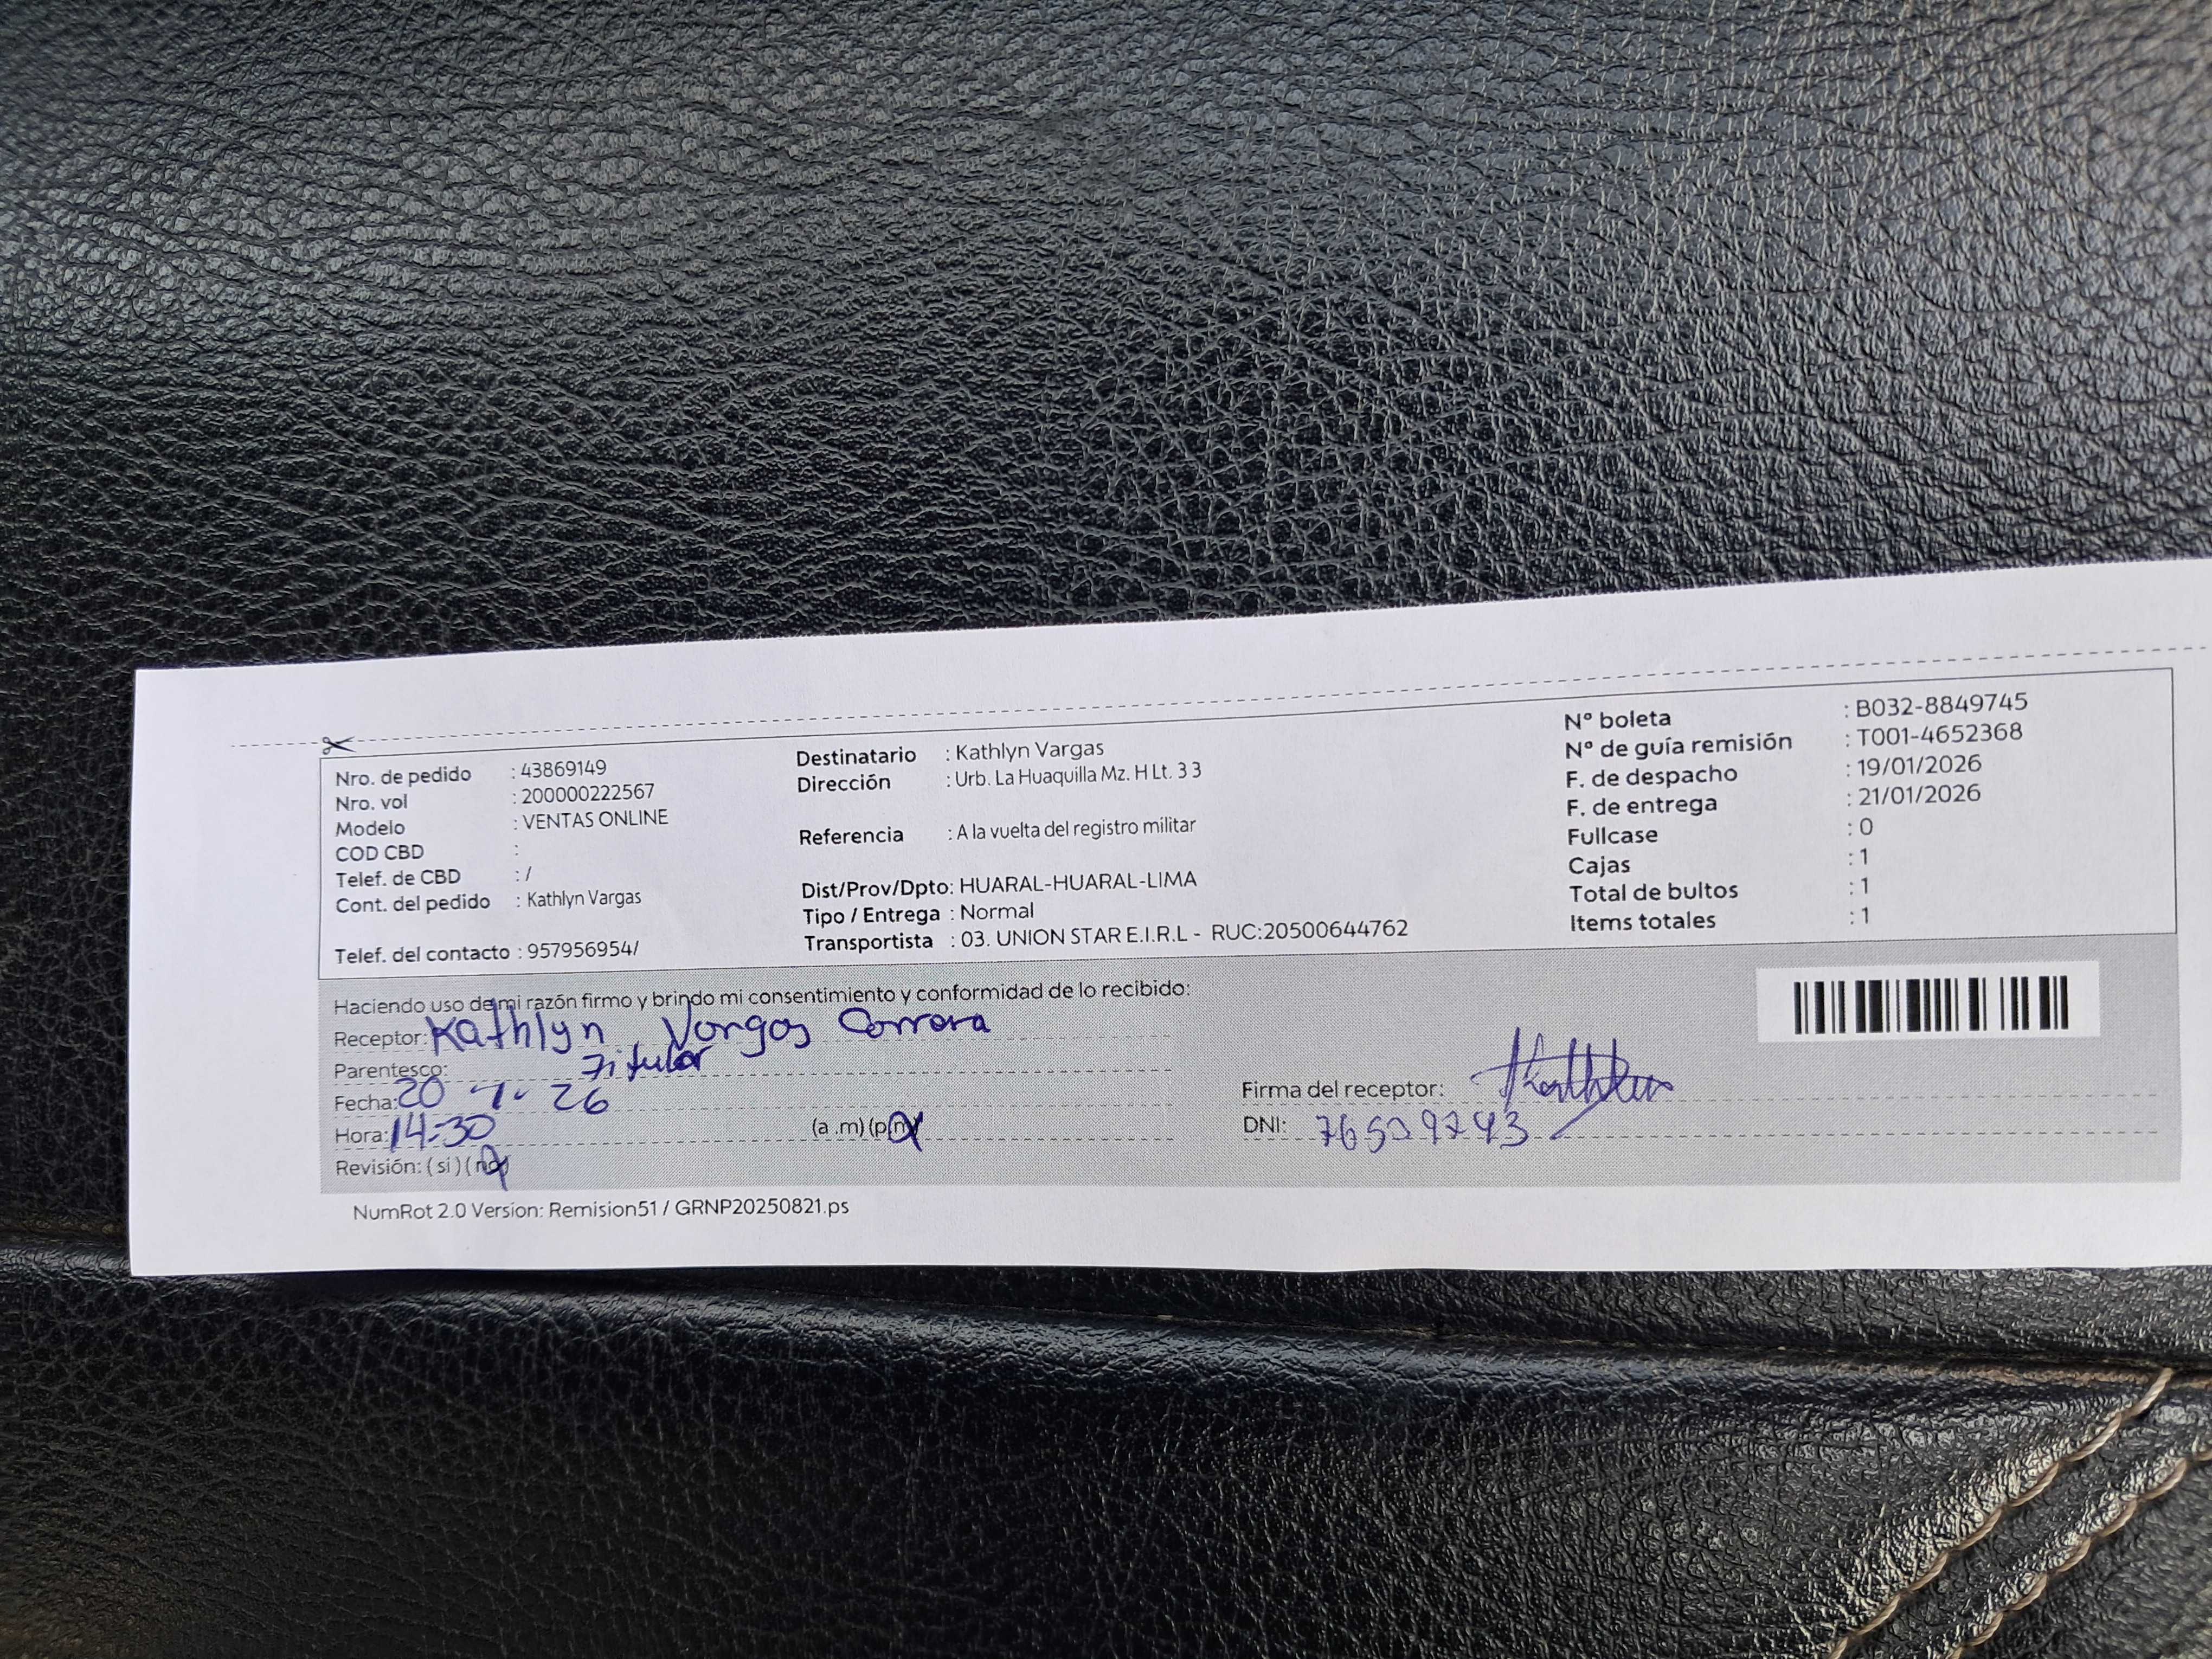 Nro. de pedido : 43869149
Nro. vol : 200000222567
Modelo : VENTAS ONLINE
COD CBD :
Telef. de CBD : /
Cont. del pedido : Kathlyn Vargas
Telef. del contacto : 957956954/
Destinatario : Kathlyn Vargas
Dirección : Urb. La Huaquilla Mz. H Lt. 3 3
Referencia : A la vuelta del registro militar
Dist/Prov/Dpto: HUARAL-HUARAL-LIMA
Tipo / Entrega : Normal
Transportista : 03. UNION STAR E.I.R.L - RUC:20500644762
N° boleta : B032-8849745
N° de guía remisión : T001-4652368
F. de despacho : 19/01/2026
F. de entrega : 21/01/2026
Fullcase : 0
Cajas : 1
Total de bultos : 1
Items totales : 1
Haciendo uso de mi razón firmo y brindo mi consentimiento y conformidad de lo recibido:
Receptor: Kathlyn Vargas Correra
Parentesco: Titular
Fecha: 20 -1- 26
Hora: 14:30 (a .m) (p.m)
Revisión: ( si ) ( no )
Firma del receptor: Kathlyn
DNI:
NumRot 2.0 Version: Remision51 / GRNP20250821.ps